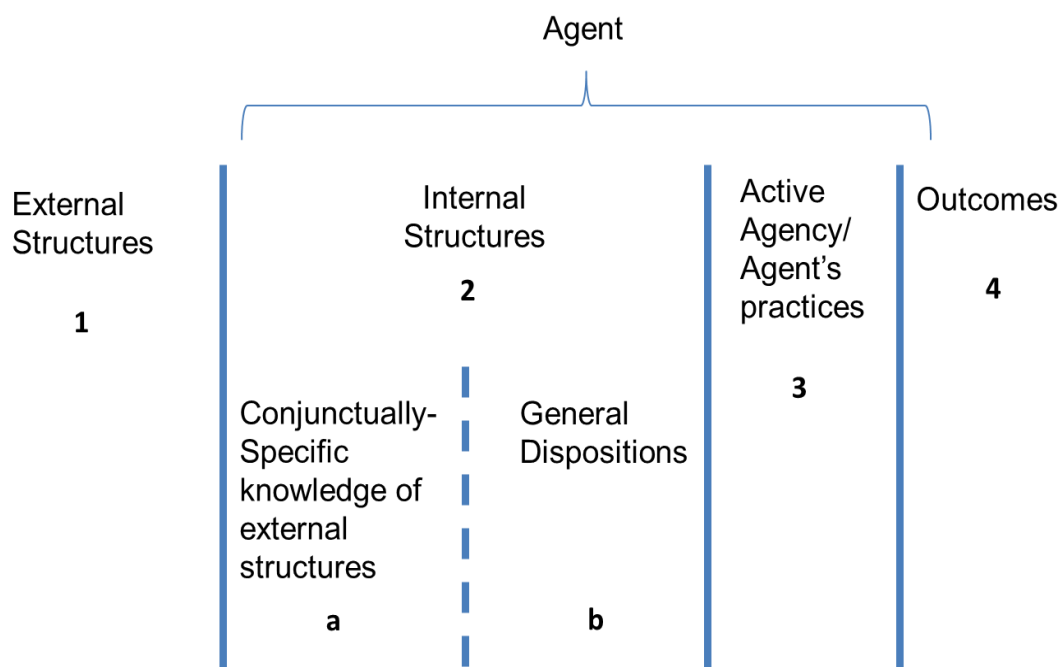 Agent
External
Structures
1
Internal
Structures
2
Conjunctually-
Specific
knowledge of
external
structures
a
General
Dispositions
b
Active
Agency/
Agent’s
practices
3
Outcomes
4